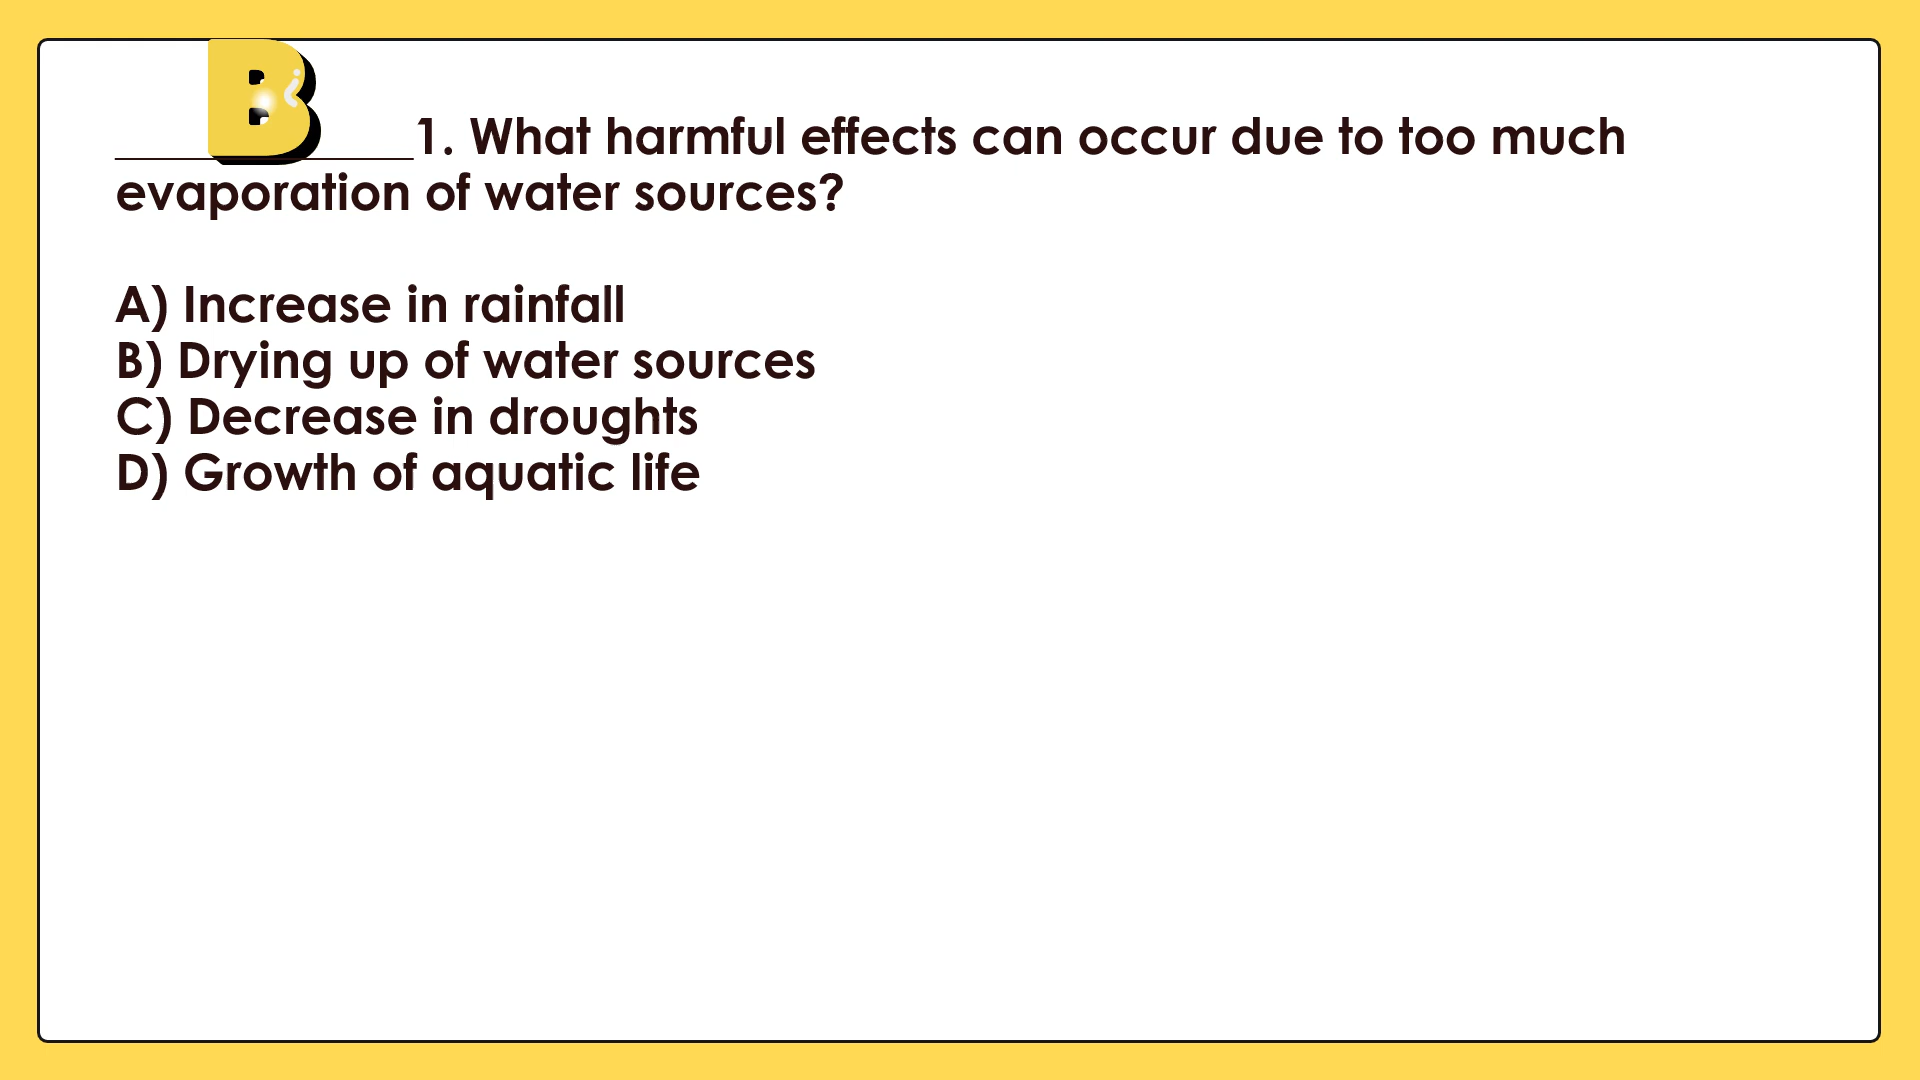 B
______________1. What harmful effects can occur due to too much
evaporation of water sources?
A) Increase in rainfall
B) Drying up of water sources
C) Decrease in droughts
D) Growth of aquatic life